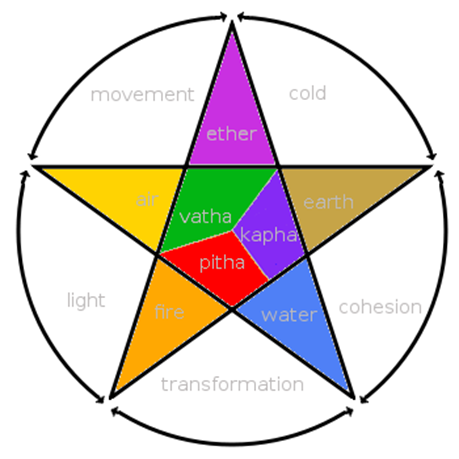 movement
cold
ether
air
vatha
kapha
earth
pitha
light
fire
water
cohesion
transformation